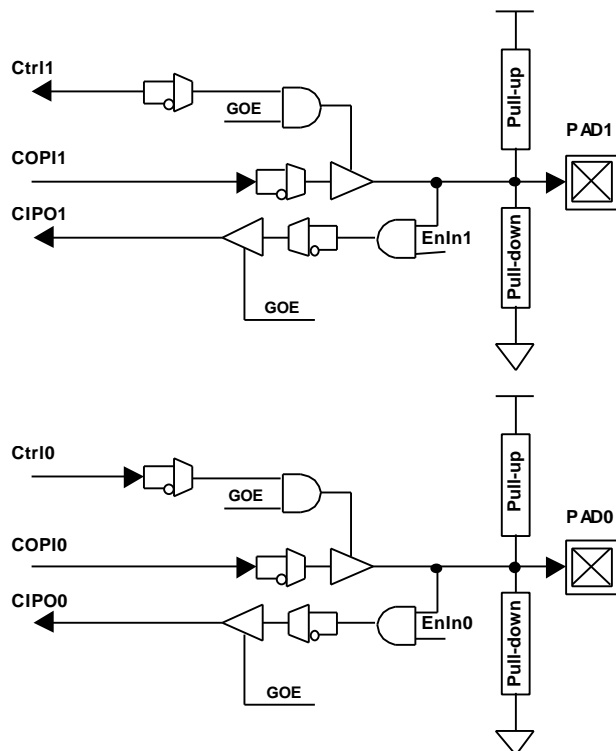 Ctrl1
GOE
Pull-up
PAD1
COPI1
CIPO1
EnIn1
Pull-down
GOE
Ctrl0
GOE
Pull-up
PAD0
COPI0
CIPO0
EnIn0
Pull-down
GOE